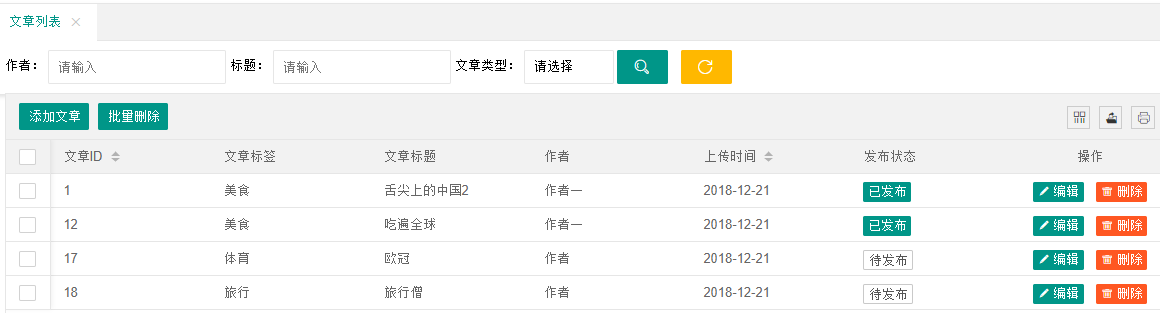 文章列表
作者： 请输入 标题： 请输入 文章类型： 请选择
添加文章 批量删除
文章ID 文章标签 文章标题 作者 上传时间 发布状态 操作
1 美食 舌尖上的中国2 作者一 2018-12-21 已发布 编辑 删除
12 美食 吃遍全球 作者一 2018-12-21 已发布 编辑 删除
17 体育 欧冠 作者 2018-12-21 待发布 编辑 删除
18 旅行 旅行僧 作者 2018-12-21 待发布 编辑 删除